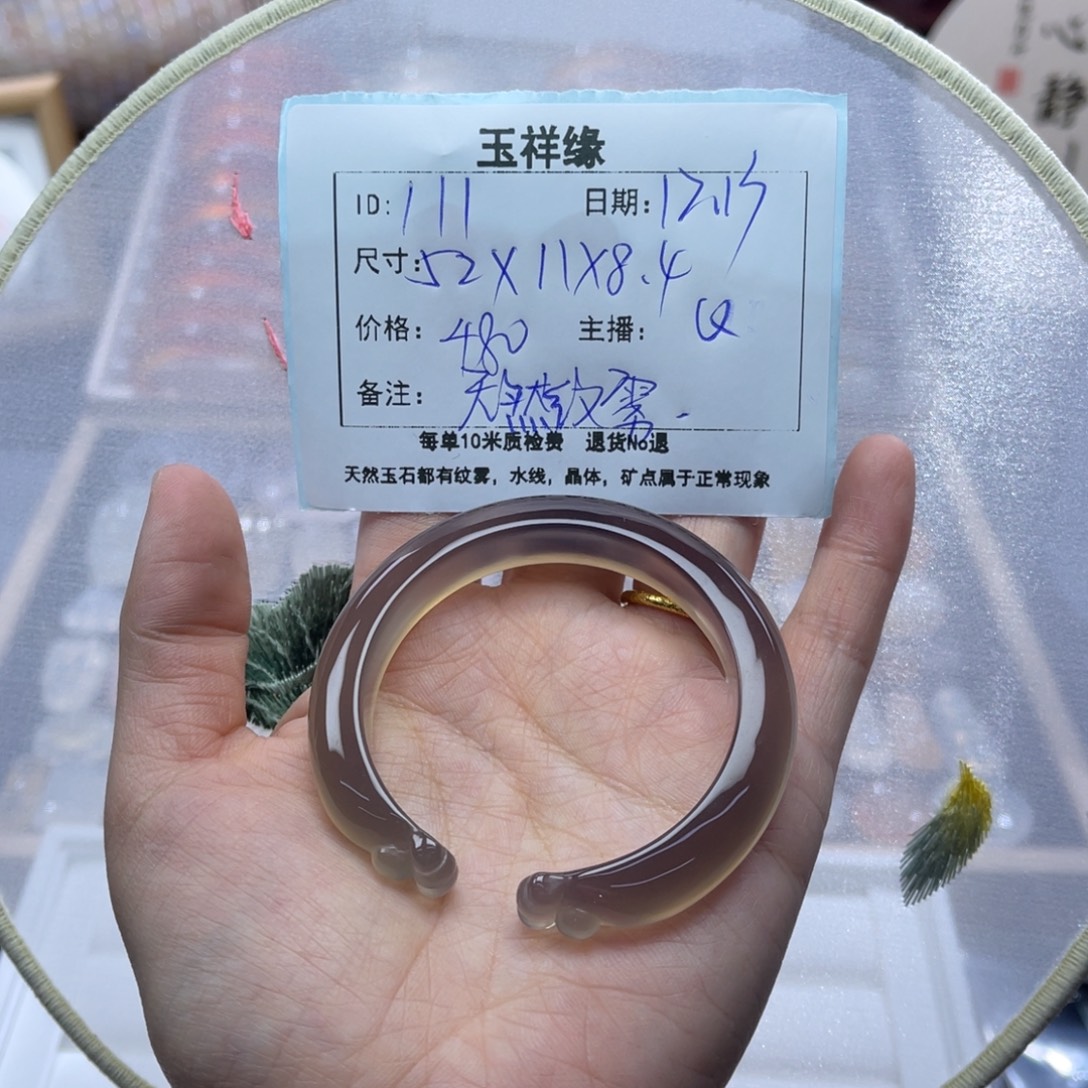 玉祥缘
ID: 111 日期: 12.13
尺寸: 52X11X8.4
价格: 480 主播: Q
备注: 天然纹雾.
每单10米质检费 退货No退
天然玉石都有纹雾，水线，晶体，矿点属于正常现象